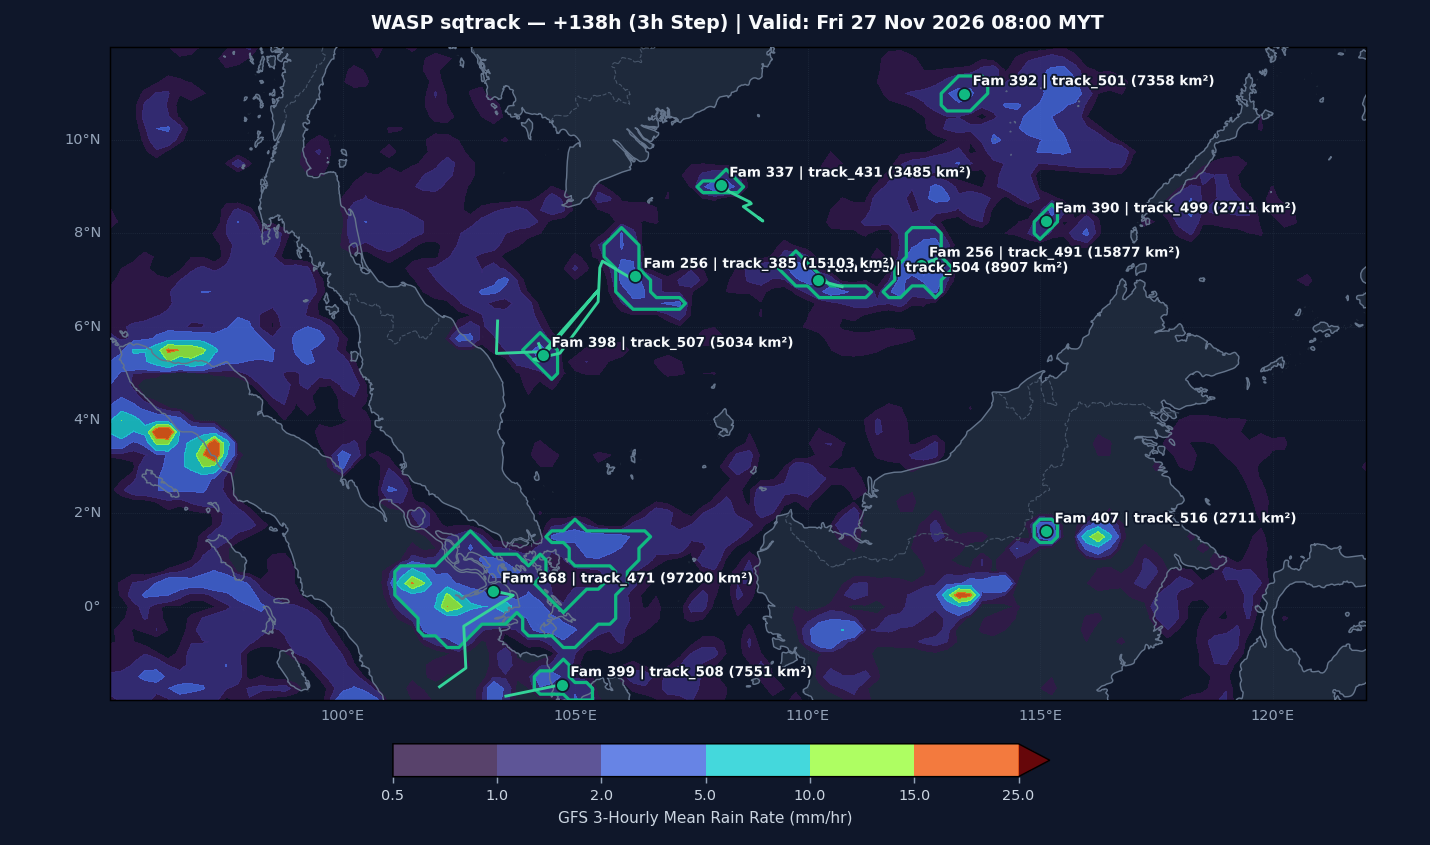 WASP sqtrack — +138h (3h Step) | Valid: Fri 27 Nov 2026 08:00 MYT
Fam 392 | track_501 (7358 km²)
10°N
Fam 337 | track_431 (3485 km²)
Fam 390 | track_499 (2711 km²)
8°N
Fam 256 | track_491 (15877 km²)
Fam 256 | track_385 (15103 km²)
| track_504 (8907 km²)
6°N
Fam 398 | track_507 (5034 km²)
4°N
2°N
Fam 407 | track_516 (2711 km²)
Fam 368 | track_471 (97200 km²)
0°
Fam 399 | track_508 (7551 km²)
100°E 105°E 110°E 115°E 120°E
0.5 1.0 2.0 5.0 10.0 15.0 25.0
GFS 3-Hourly Mean Rain Rate (mm/hr)